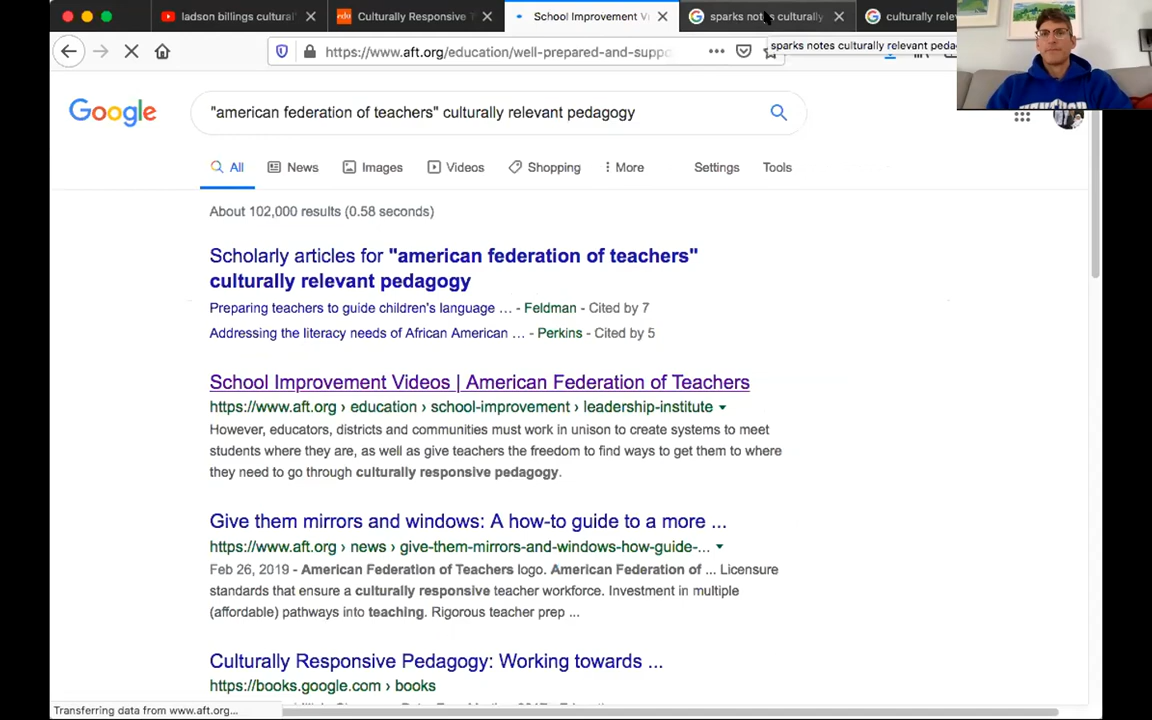 ladson billings cultural
Culturally Responsive T
School Improvement V
sparks notes culturally
culturally rele
https://www.aft.org/education/well-prepared-and-suppo
sparks notes culturally relevant peda
Google
"american federation of teachers" culturally relevant pedagogy
All
News
Images
Videos
Shopping
More
Settings
Tools
About 102,000 results (0.58 seconds)
Scholarly articles for "american federation of teachers"
culturally relevant pedagogy
Preparing teachers to guide children's language ... - Feldman - Cited by 7
Addressing the literacy needs of African American ... - Perkins - Cited by 5
School Improvement Videos | American Federation of Teachers
https://www.aft.org › education › school-improvement › leadership-institute
However, educators, districts and communities must work in unison to create systems to meet
students where they are, as well as give teachers the freedom to find ways to get them to where
they need to go through culturally responsive pedagogy.
Give them mirrors and windows: A how-to guide to a more ...
https://www.aft.org › news › give-them-mirrors-and-windows-how-guide-...
Feb 26, 2019 - American Federation of Teachers logo. American Federation of ... Licensure
standards that ensure a culturally responsive teacher workforce. Investment in multiple
(affordable) pathways into teaching. Rigorous teacher prep ...
Culturally Responsive Pedagogy: Working towards ...
https://books.google.com › books
Transferring data from www.aft.org...